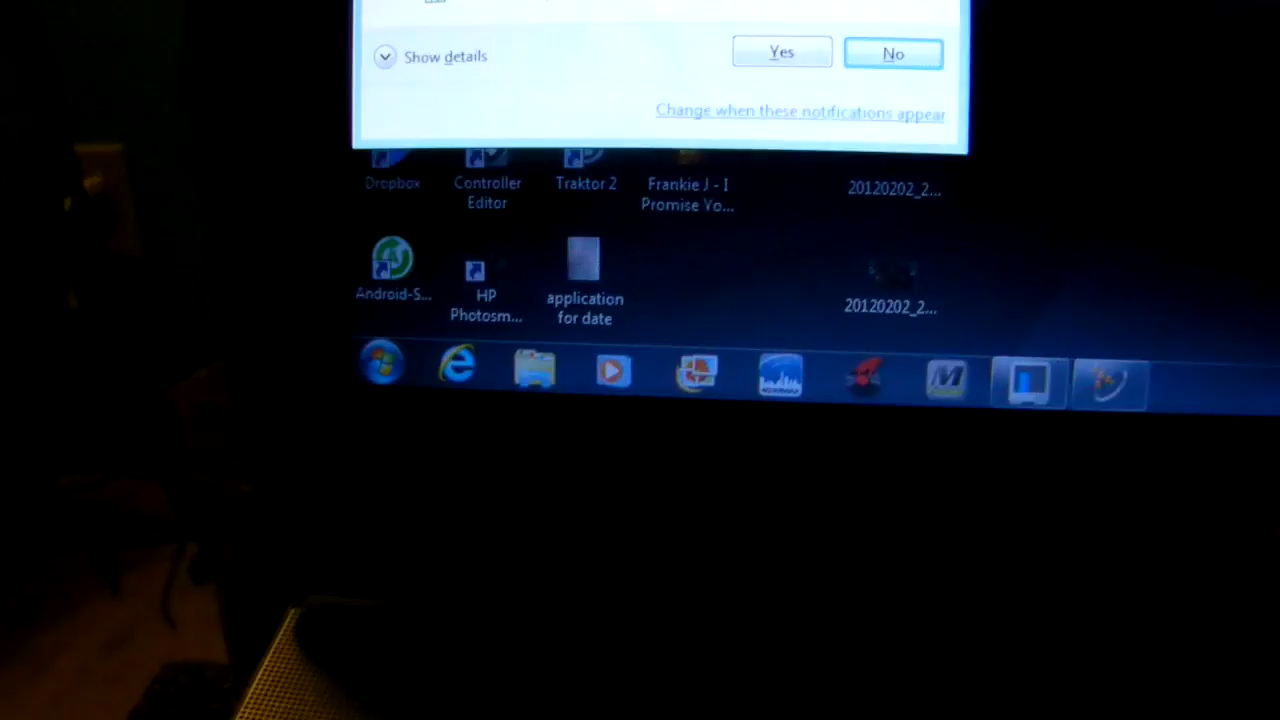 Show details
Yes
No
Change when these notifications appear
Dropbox
Controller
Editor
Traktor 2
Frankie J - I
Promise Yo...
20120202_2...
Android-S...
HP
Photosm...
application
for date
20120202_2...
M